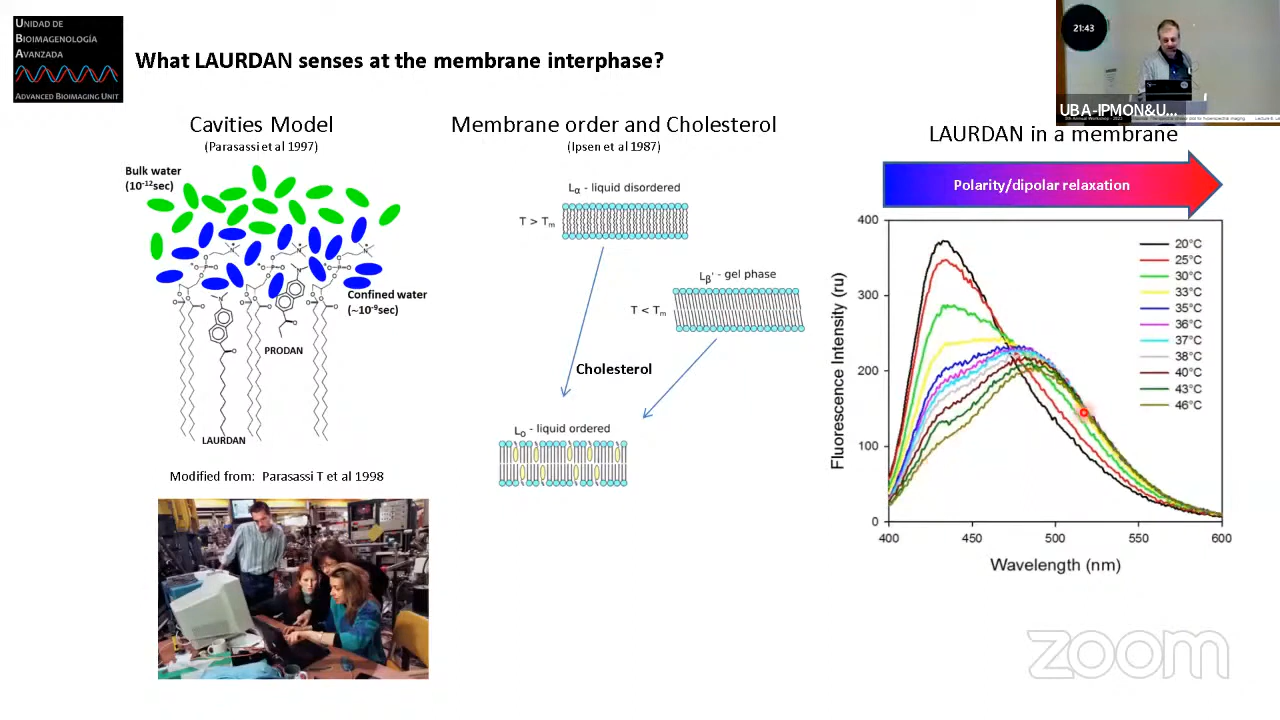 UNIDAD DE
BIOIMAGENOLOGÍA
AVANZADA
ADVANCED BIOIMAGING UNIT
What LAURDAN senses at the membrane interphase?
21:43
UBA-IPMON&U...
Cavities Model
(Parasassi et al 1997)
Bulk water
(10-12sec)
Confined water
(~10-9sec)
PRODAN
LAURDAN
Modified from: Parasassi T et al 1998
Membrane order and Cholesterol
(Ipsen et al 1987)
Lα - liquid disordered
T > Tm
Lβ' - gel phase
T < Tm
Cholesterol
Lo - liquid ordered
LAURDAN in a membrane
Polarity/dipolar relaxation
Fluorescence Intensity (ru)
400
300
200
100
0
20°C
25°C
30°C
33°C
35°C
36°C
37°C
38°C
40°C
43°C
46°C
400 450 500 550 600
Wavelength (nm)
zoom